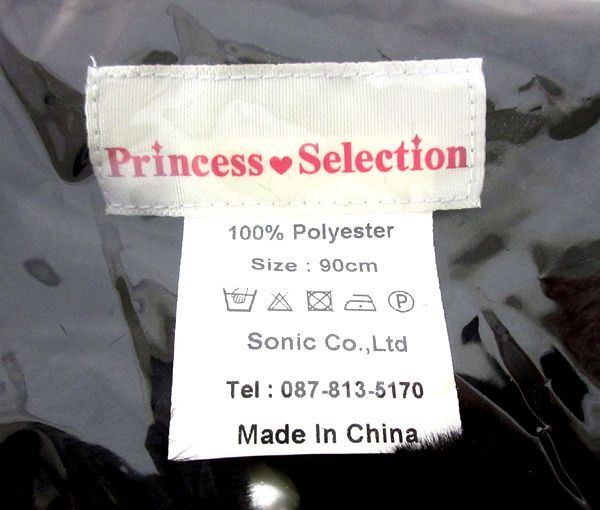 Princess♥Selection
100% Polyester
Size : 90cm
P
Sonic Co.,Ltd
Tel : 087-813-5170
Made In China